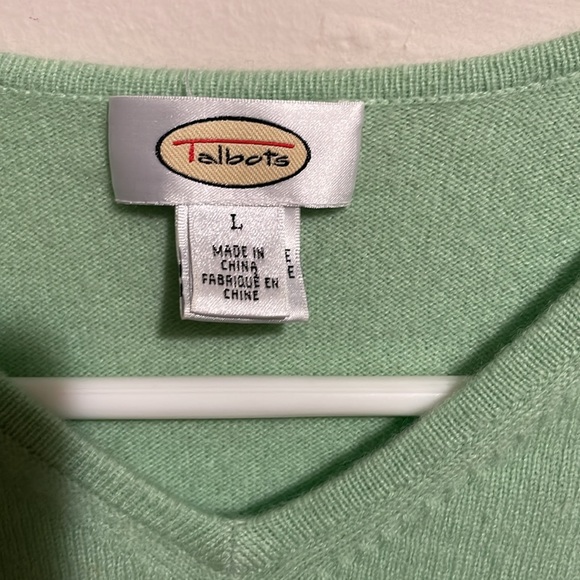 Talbots
L
MADE IN
CHINA
FABRIQUÉ EN
CHINE
E
E